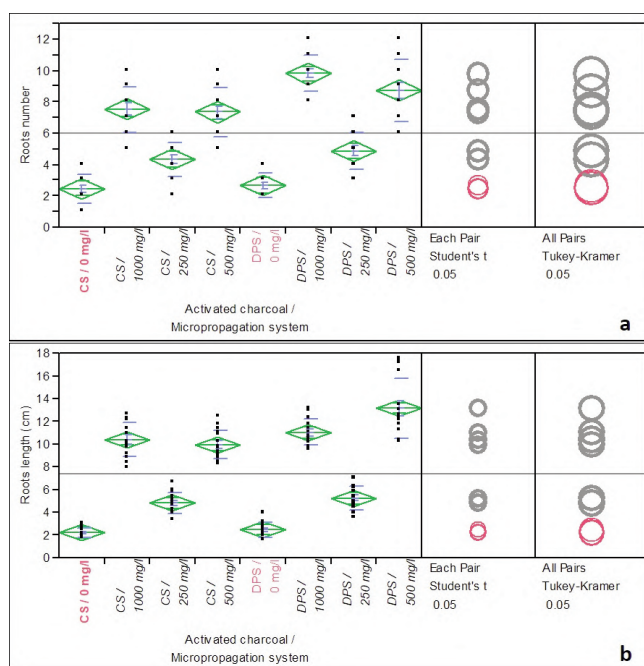 Roots number
12
10
8
6
4
2
0
CS / 0 mg/l
CS /
1000 mg/l
CS /
250 mg/l
CS /
500 mg/l
DPS /
0 mg/l
DPS /
1000 mg/l
DPS /
250 mg/l
DPS /
500 mg/l
Each Pair
Student's t
0.05
All Pairs
Tukey-Kramer
0.05
Activated charcoal /
Micropropagation system
a
Roots length (cm)
18
16
14
12
10
8
6
4
2
0
CS / 0 mg/l
CS /
1000 mg/l
CS /
250 mg/l
CS /
500 mg/l
DPS /
0 mg/l
DPS /
1000 mg/l
DPS /
250 mg/l
DPS /
500 mg/l
Each Pair
Student's t
0.05
All Pairs
Tukey-Kramer
0.05
Activated charcoal /
Micropropagation system
b